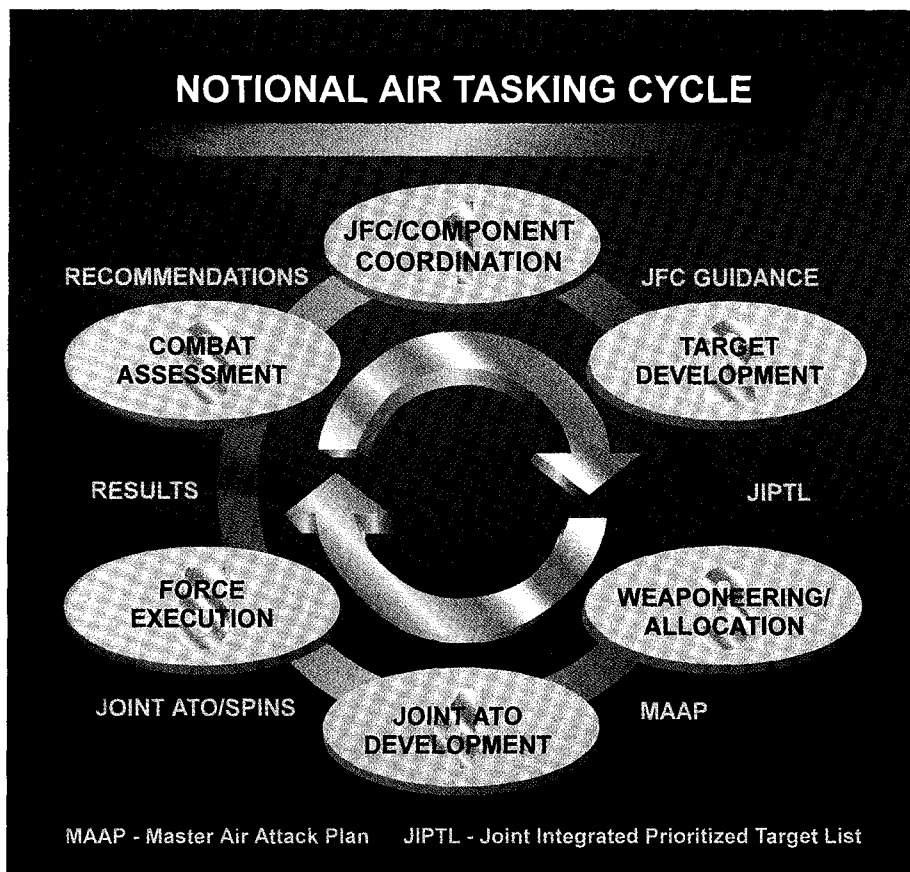 NOTIONAL AIR TASKING CYCLE
JFC/COMPONENT
COORDINATION
RECOMMENDATIONS
JFC GUIDANCE
COMBAT
ASSESSMENT
TARGET
DEVELOPMENT
RESULTS
JIPTL
FORCE
EXECUTION
WEAPONEERING/
ALLOCATION
JOINT ATO/SPINS
MAAP
JOINT ATO
DEVELOPMENT
MAAP - Master Air Attack Plan JIPTL - Joint Integrated Prioritized Target List